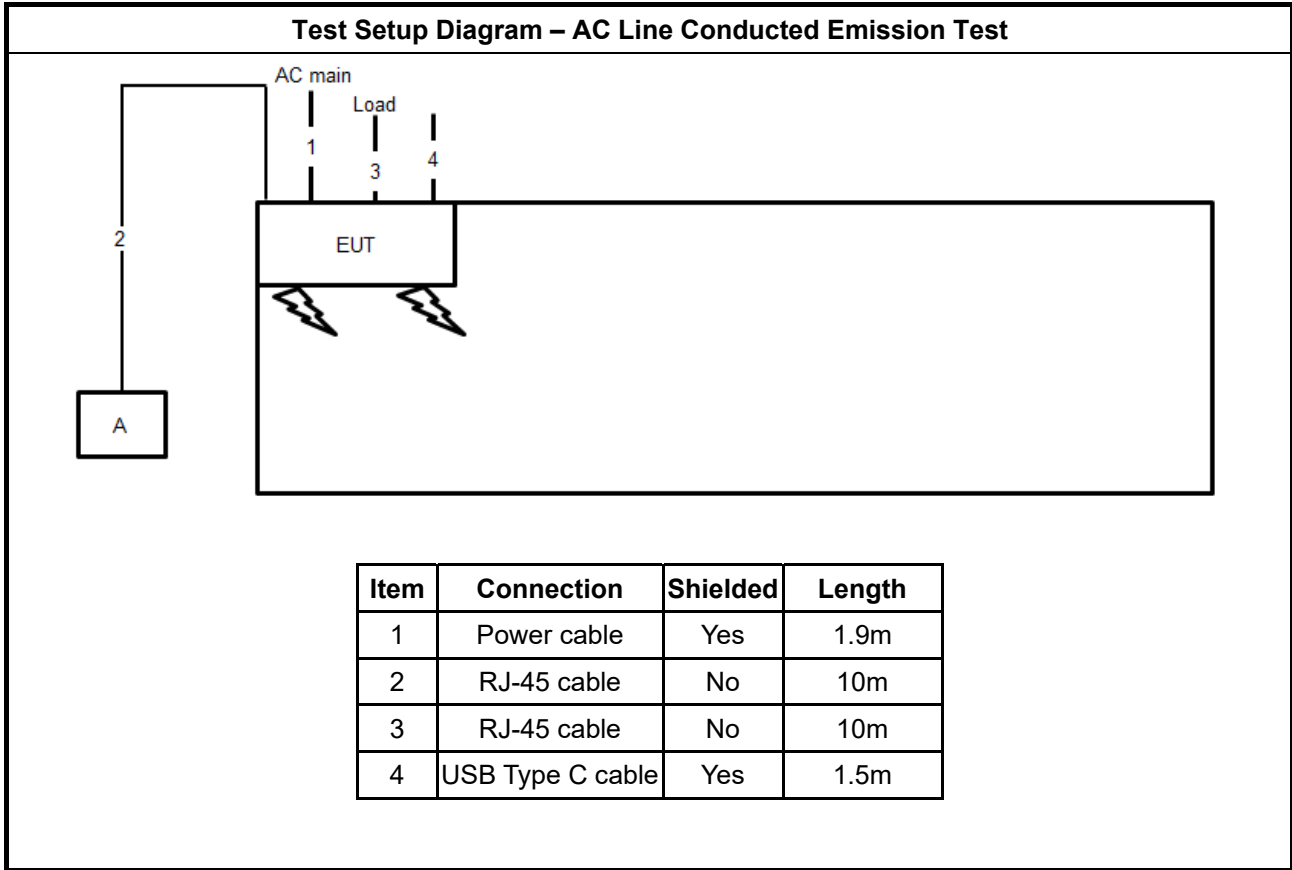 Test Setup Diagram – AC Line Conducted Emission Test
AC main
Load
1
3
4
2
EUT
A
Item Connection Shielded Length
1 Power cable Yes 1.9m
2 RJ-45 cable No 10m
3 RJ-45 cable No 10m
4 USB Type C cable Yes 1.5m